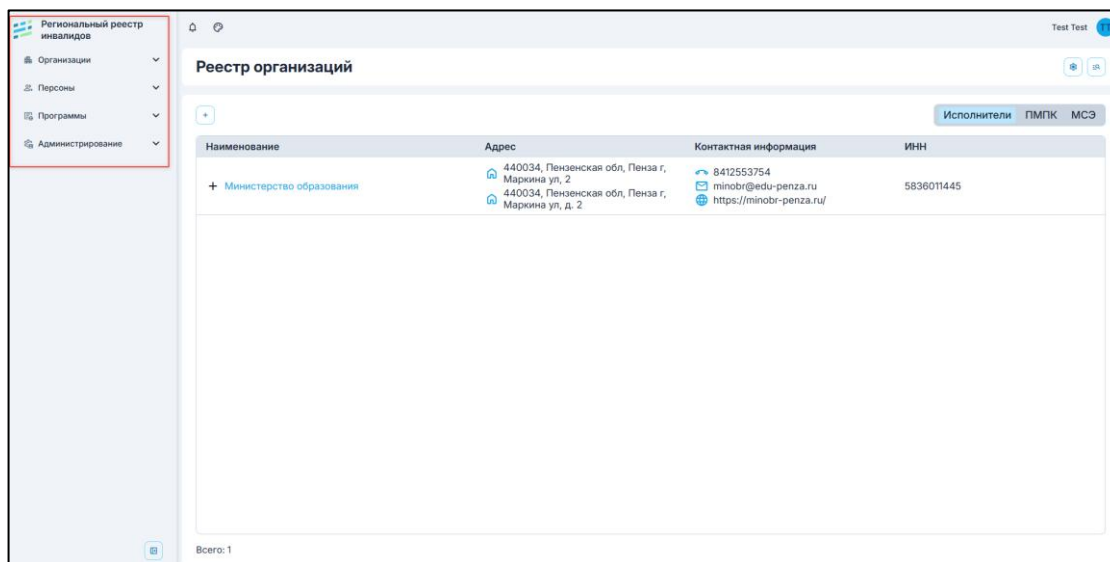 Региональный реестр
инвалидов
Test Test
TT
Организации
Персоны
Программы
Администрирование
Реестр организаций
+
Исполнители ПМПК МСЭ
Наименование Адрес Контактная информация ИНН
+ Министерство образования
440034, Пензенская обл, Пенза г,
Маркина ул, 2
440034, Пензенская обл, Пенза г,
Маркина ул, д. 2
8412553754
minobr@edu-penza.ru
https://minobr-penza.ru/
5836011445
Всего: 1